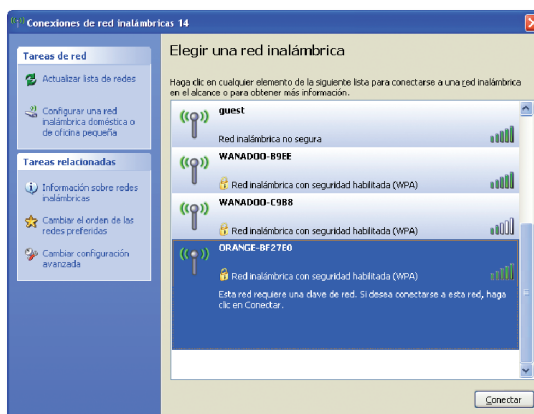 Conexiones de red inalámbricas 14
Tareas de red
Actualizar lista de redes
Configurar una red
inalámbrica doméstica o
de oficina pequeña
Tareas relacionadas
Información sobre redes
inalámbricas
Cambiar el orden de las
redes preferidas
Cambiar configuración
avanzada
Elegir una red inalámbrica
Haga clic en cualquier elemento de la siguiente lista para conectarse a una red inalámbrica
en el alcance o para obtener más información.
guest
Red inalámbrica no segura
WANADOO-B9EE
Red inalámbrica con seguridad habilitada (WPA)
WANADOO-C9B8
Red inalámbrica con seguridad habilitada (WPA)
ORANGE-BF27E0
Red inalámbrica con seguridad habilitada (WPA)
Esta red requiere una clave de red. Si desea conectarse a esta red, haga
clic en Conectar.
Conectar